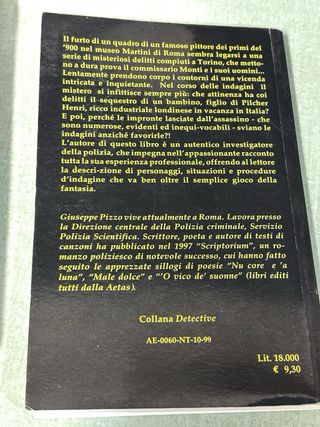 Il furto di un quadro di un famoso pittore dei primi del
'900 nel museo Martini di Roma sembra legarsi a una
serie di misteriosi delitti compiuti a Torino, che metto-
no a dura prova il commissario Monti e i suoi uomini...
Lentamente prendono corpo i contorni di una vicenda
intricata e inquietante. Nel corso delle indagini il
mistero si infittisce sempre più: che attinenza ha coi
delitti il sequestro di un bambino, figlio di Pilcher
Henri, ricco industriale londinese in vacanza in Italia?
E poi, perché le impronte lasciate dall'assassino - che
sono numerose, evidenti ed inequi-vocabili - sviano le
indagini anziché favorirle?!
L'autore di questo libro è un autentico investigatore
della polizia, che impegna nell'appassionante racconto
tutta la sua esperienza professionale, offrendo al lettore
la descri-zione di personaggi, situazioni e procedure
d'indagine che va ben oltre il semplice gioco della
fantasia.
Giuseppe Pizzo vive attualmente a Roma. Lavora presso
la Direzione centrale della Polizia criminale, Servizio
Polizia Scientifica. Scrittore, poeta e autore di testi di
canzoni ha pubblicato nel 1997 "Scriptorium", un ro-
manzo poliziesco di notevole successo, cui hanno fatto
seguito le apprezzate sillogi di poesie "Nu core e 'a
luna", "Male dolce" e "'O vico de' suonne" (libri editi
tutti dalla Aetas).
Collana Detective
AE-0060-NT-10-99
Lit. 18.000
€ 9,30